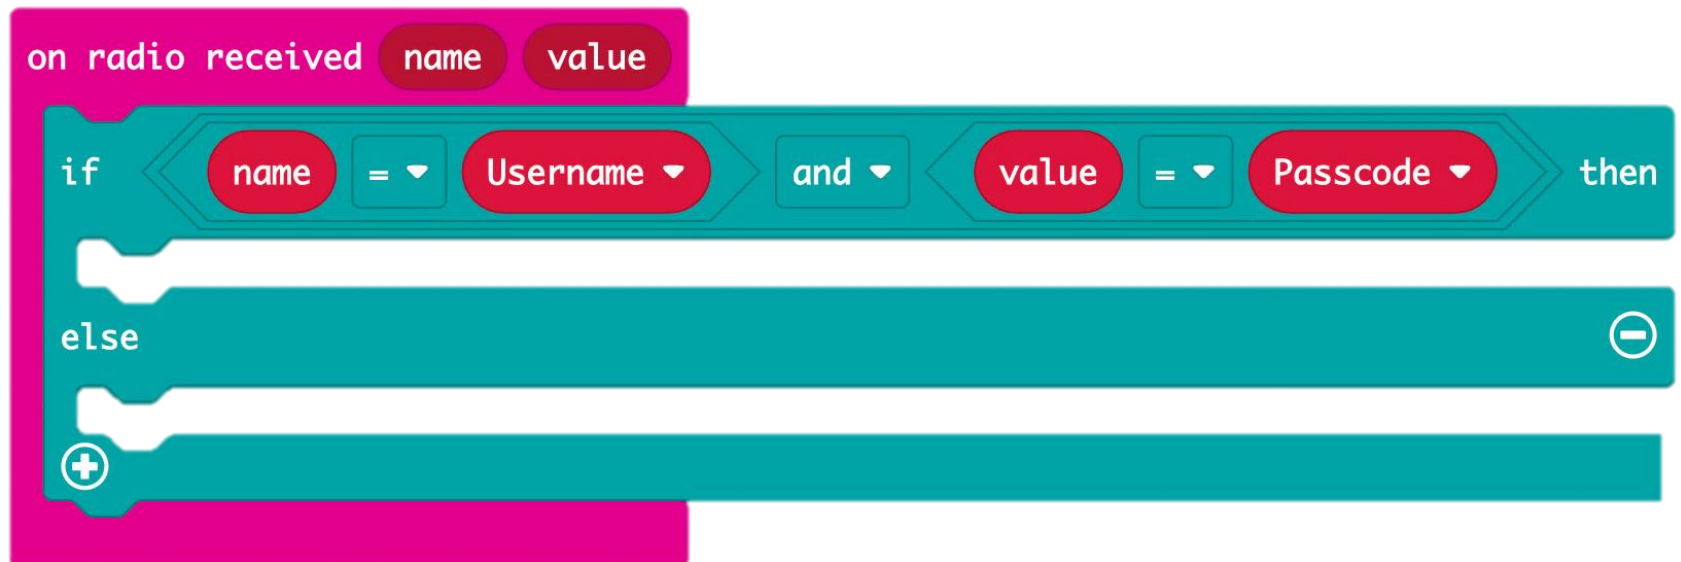 on radio received name value
if name = Username and value = Passcode then
else